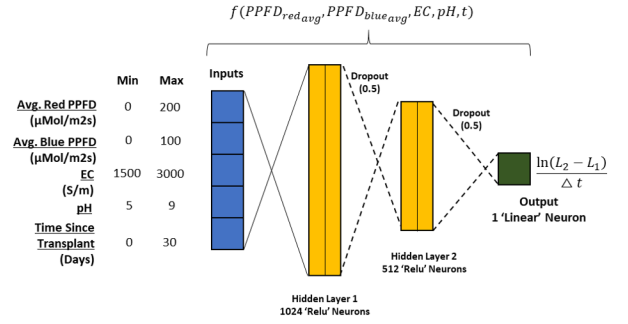 f(PPFD_red_avg, PPFD_blue_avg, EC, pH, t)
Min Max Inputs
Dropout
(0.5)
Avg. Red PPFD 0 200
(µMol/m2s)
Avg. Blue PPFD 0 100
(µMol/m2s)
EC 1500 3000
(S/m)
pH 5 9
Time Since
Transplant 0 30
(Days)
Dropout
(0.5)
ln(L₂ − L₁)
△ t
Output
1 'Linear' Neuron
Hidden Layer 2
512 'Relu' Neurons
Hidden Layer 1
1024 'Relu' Neurons